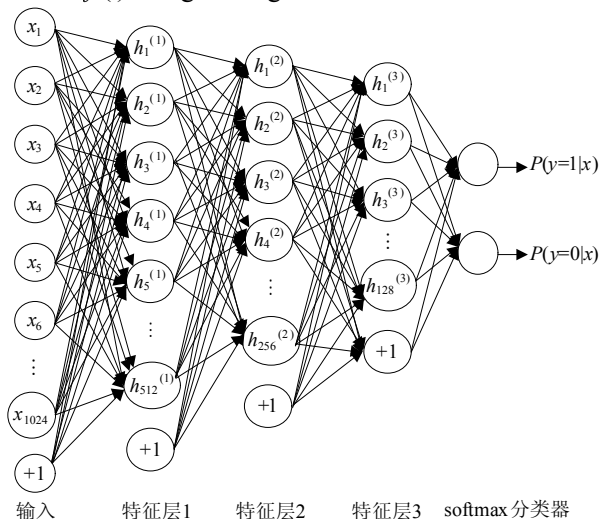 x₁
x₂
x₃
x₄
x₅
x₆
⋮
x₁₀₂₄
+1
h₁⁽¹⁾
h₂⁽¹⁾
h₃⁽¹⁾
h₄⁽¹⁾
h₅⁽¹⁾
⋮
h₅₁₂⁽¹⁾
+1
h₁⁽²⁾
h₂⁽²⁾
h₃⁽²⁾
h₄⁽²⁾
⋮
h₂₅₆⁽²⁾
+1
h₁⁽³⁾
h₂⁽³⁾
h₃⁽³⁾
⋮
h₁₂₈⁽³⁾
+1
P(y=1|x)
P(y=0|x)
输入 特征层1 特征层2 特征层3 softmax分类器